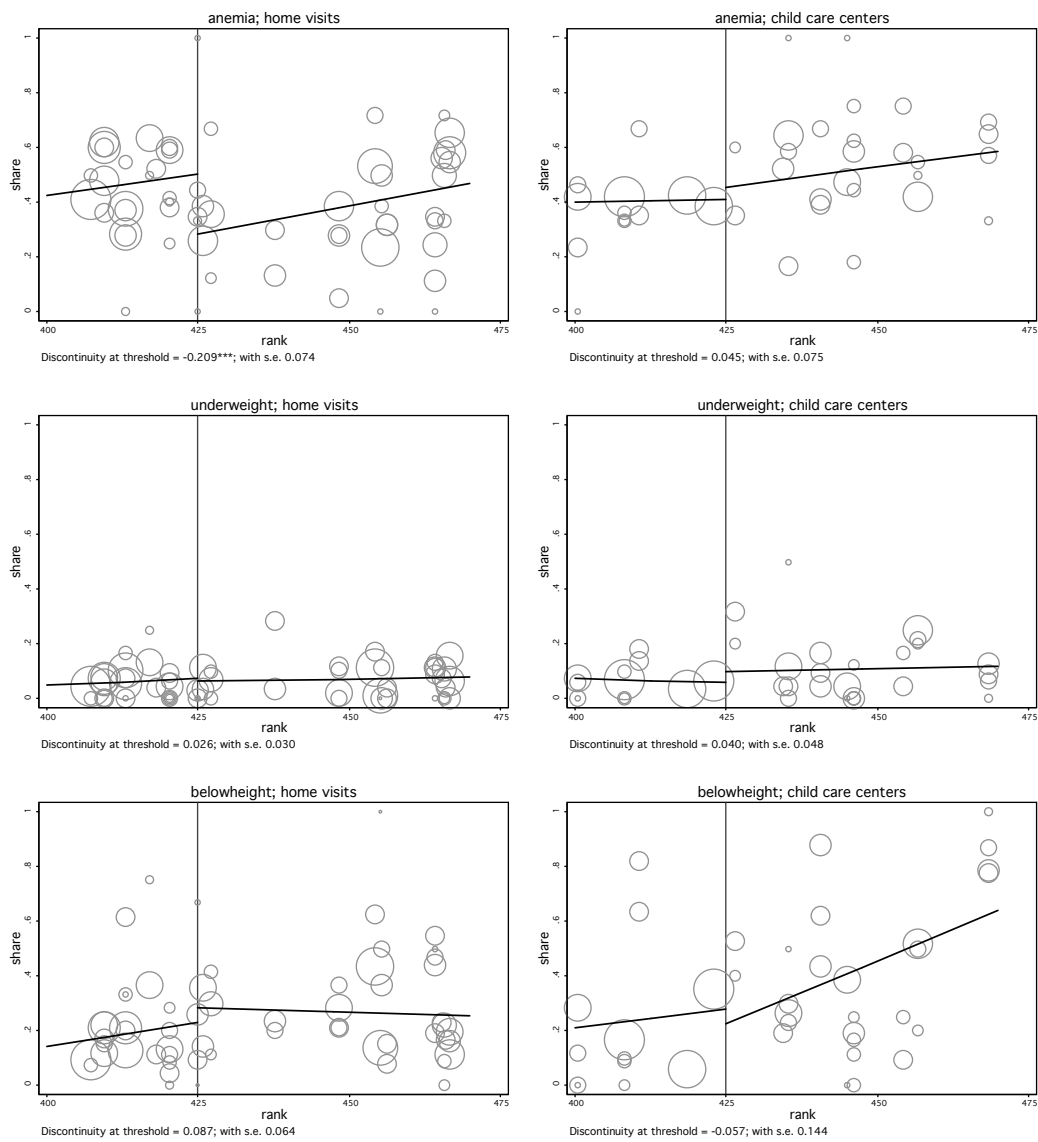 anemia; home visits
share
1
.8
.6
.4
.2
0
400
425
450
475
rank
Discontinuity at threshold = -0.209***; with s.e. 0.074
anemia; child care centers
share
1
.8
.6
.4
.2
0
400
425
450
475
rank
Discontinuity at threshold = 0.045; with s.e. 0.075
underweight; home visits
share
1
.8
.6
.4
.2
0
400
425
450
475
rank
Discontinuity at threshold = 0.026; with s.e. 0.030
underweight; child care centers
share
1
.8
.6
.4
.2
0
400
425
450
475
rank
Discontinuity at threshold = 0.040; with s.e. 0.048
belowheight; home visits
share
1
.8
.6
.4
.2
0
400
425
450
475
rank
Discontinuity at threshold = 0.087; with s.e. 0.064
belowheight; child care centers
share
1
.8
.6
.4
.2
0
400
425
450
475
rank
Discontinuity at threshold = -0.057; with s.e. 0.144